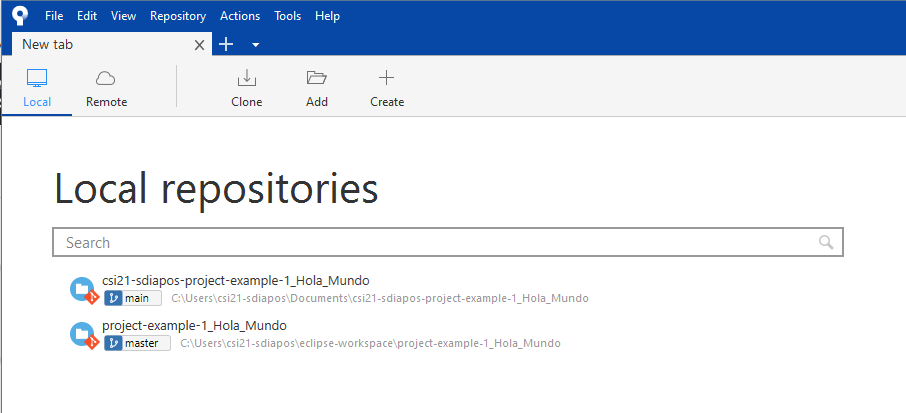 File Edit View Repository Actions Tools Help
New tab
Local Remote Clone Add Create
Local repositories
Search
csi21-sdiapos-project-example-1_Hola_Mundo
main C:\Users\csi21-sdiapos\Documents\csi21-sdiapos-project-example-1_Hola_Mundo
project-example-1_Hola_Mundo
master C:\Users\csi21-sdiapos\eclipse-workspace\project-example-1_Hola_Mundo